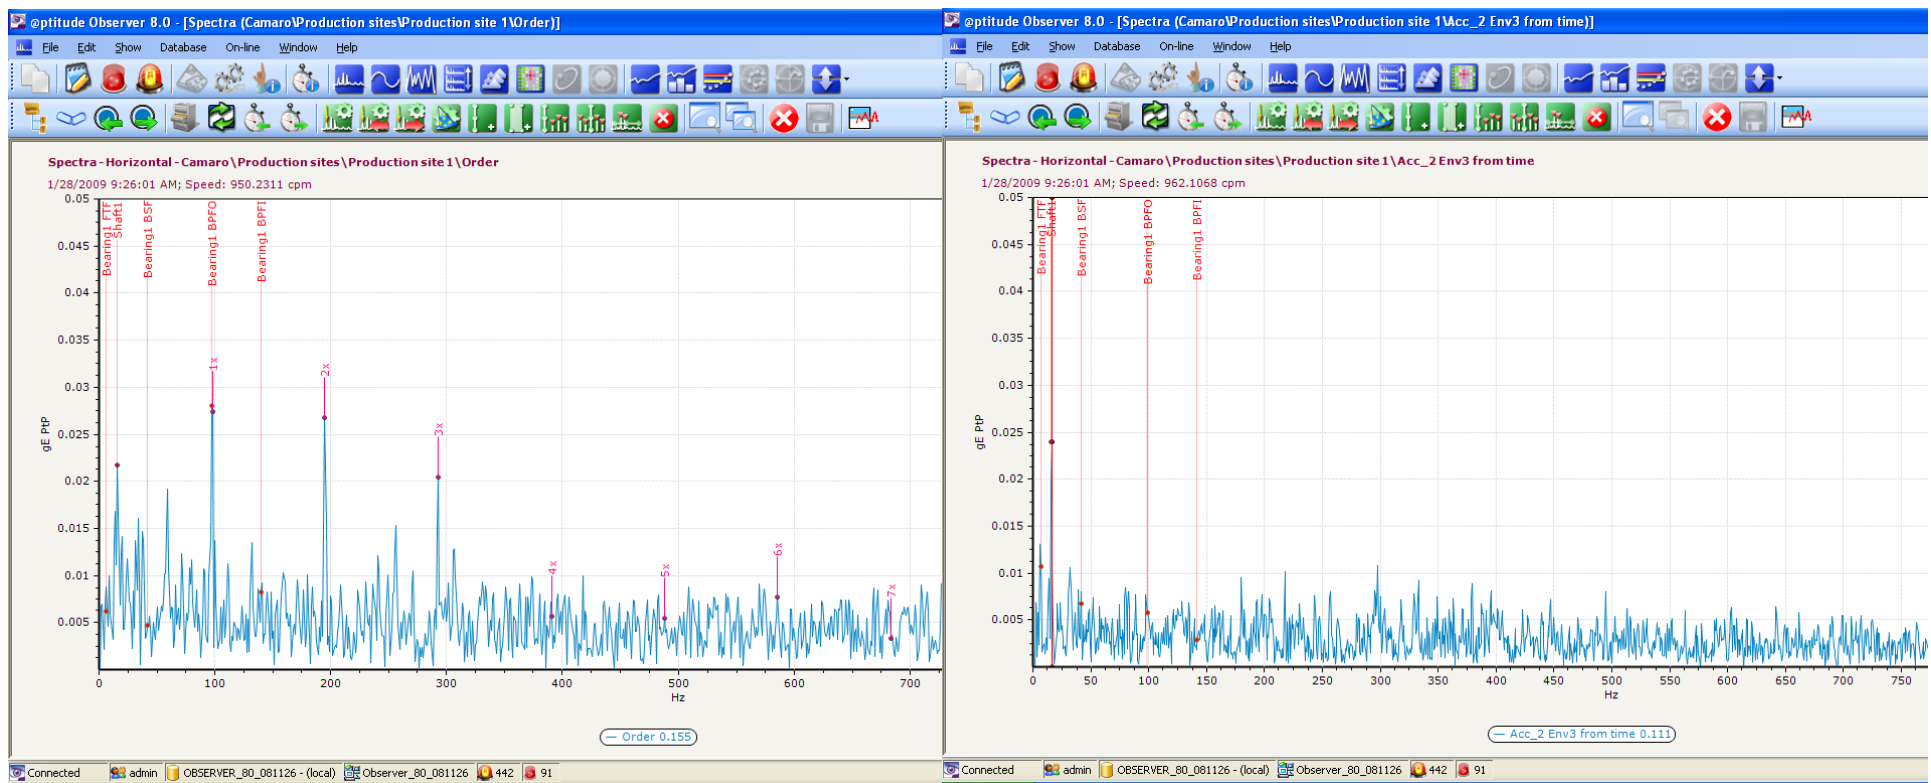 @ptitude Observer 8.0 - [Spectra (Camaro\Production sites\Production site 1\Order)]
File Edit Show Database On-line Window Help
Spectra - Horizontal - Camaro\Production sites\Production site 1\Order
1/28/2009 9:26:01 AM; Speed: 950.2311 cpm
0.05
0.045
0.04
0.035
0.03
0.025
0.02
0.015
0.01
0.005
gE PtP
Bearing1 FTF
Shaft1
Bearing1 BSF
Bearing1 BPFO
Bearing1 BPFI
1x
2x
3x
4x
5x
6x
7x
0 100 200 300 400 500 600 700
Hz
Order 0.155
Connected admin OBSERVER_80_081126 - (local) Observer_80_081126 442 91
@ptitude Observer 8.0 - [Spectra (Camaro\Production sites\Production site 1\Acc_2 Env3 from time)]
File Edit Show Database On-line Window Help
Spectra - Horizontal - Camaro\Production sites\Production site 1\Acc_2 Env3 from time
1/28/2009 9:26:01 AM; Speed: 962.1068 cpm
0.05
0.045
0.04
0.035
0.03
0.025
0.02
0.015
0.01
0.005
gE PtP
Bearing1 FTF
Shaft1
Bearing1 BSF
Bearing1 BPFO
Bearing1 BPFI
0 50 100 150 200 250 300 350 400 450 500 550 600 650 700 750
Hz
Acc_2 Env3 from time 0.111
Connected admin OBSERVER_80_081126 - (local) Observer_80_081126 442 91